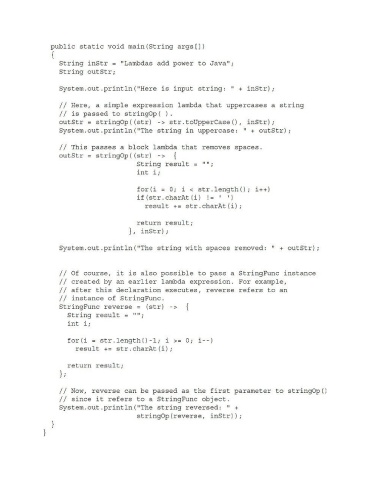 public static void main(String args[])
{
String inStr = "Lambdas add power to Java";
String outStr;
System.out.println("Here is input string: " + inStr);
// Here, a simple expression lambda that uppercases a string
// is passed to stringOp( ).
outStr = stringOp((str) -> str.toUpperCase(), inStr);
System.out.println("The string in uppercase: " + outStr);
// This passes a block lambda that removes spaces.
outStr = stringOp((str) -> {
String result = "";
int i;
for(i = 0; i < str.length(); i++)
if(str.charAt(i) != ' ')
result += str.charAt(i);
return result;
}, inStr);
System.out.println("The string with spaces removed: " + outStr);
// Of course, it is also possible to pass a StringFunc instance
// created by an earlier lambda expression. For example,
// after this declaration executes, reverse refers to an
// instance of StringFunc.
StringFunc reverse = (str) -> {
String result = "";
int i;
for(i = str.length()-1; i >= 0; i--)
result += str.charAt(i);
return result;
};
// Now, reverse can be passed as the first parameter to stringOp()
// since it refers to a StringFunc object.
System.out.println("The string reversed: " +
stringOp(reverse, inStr));
}
}